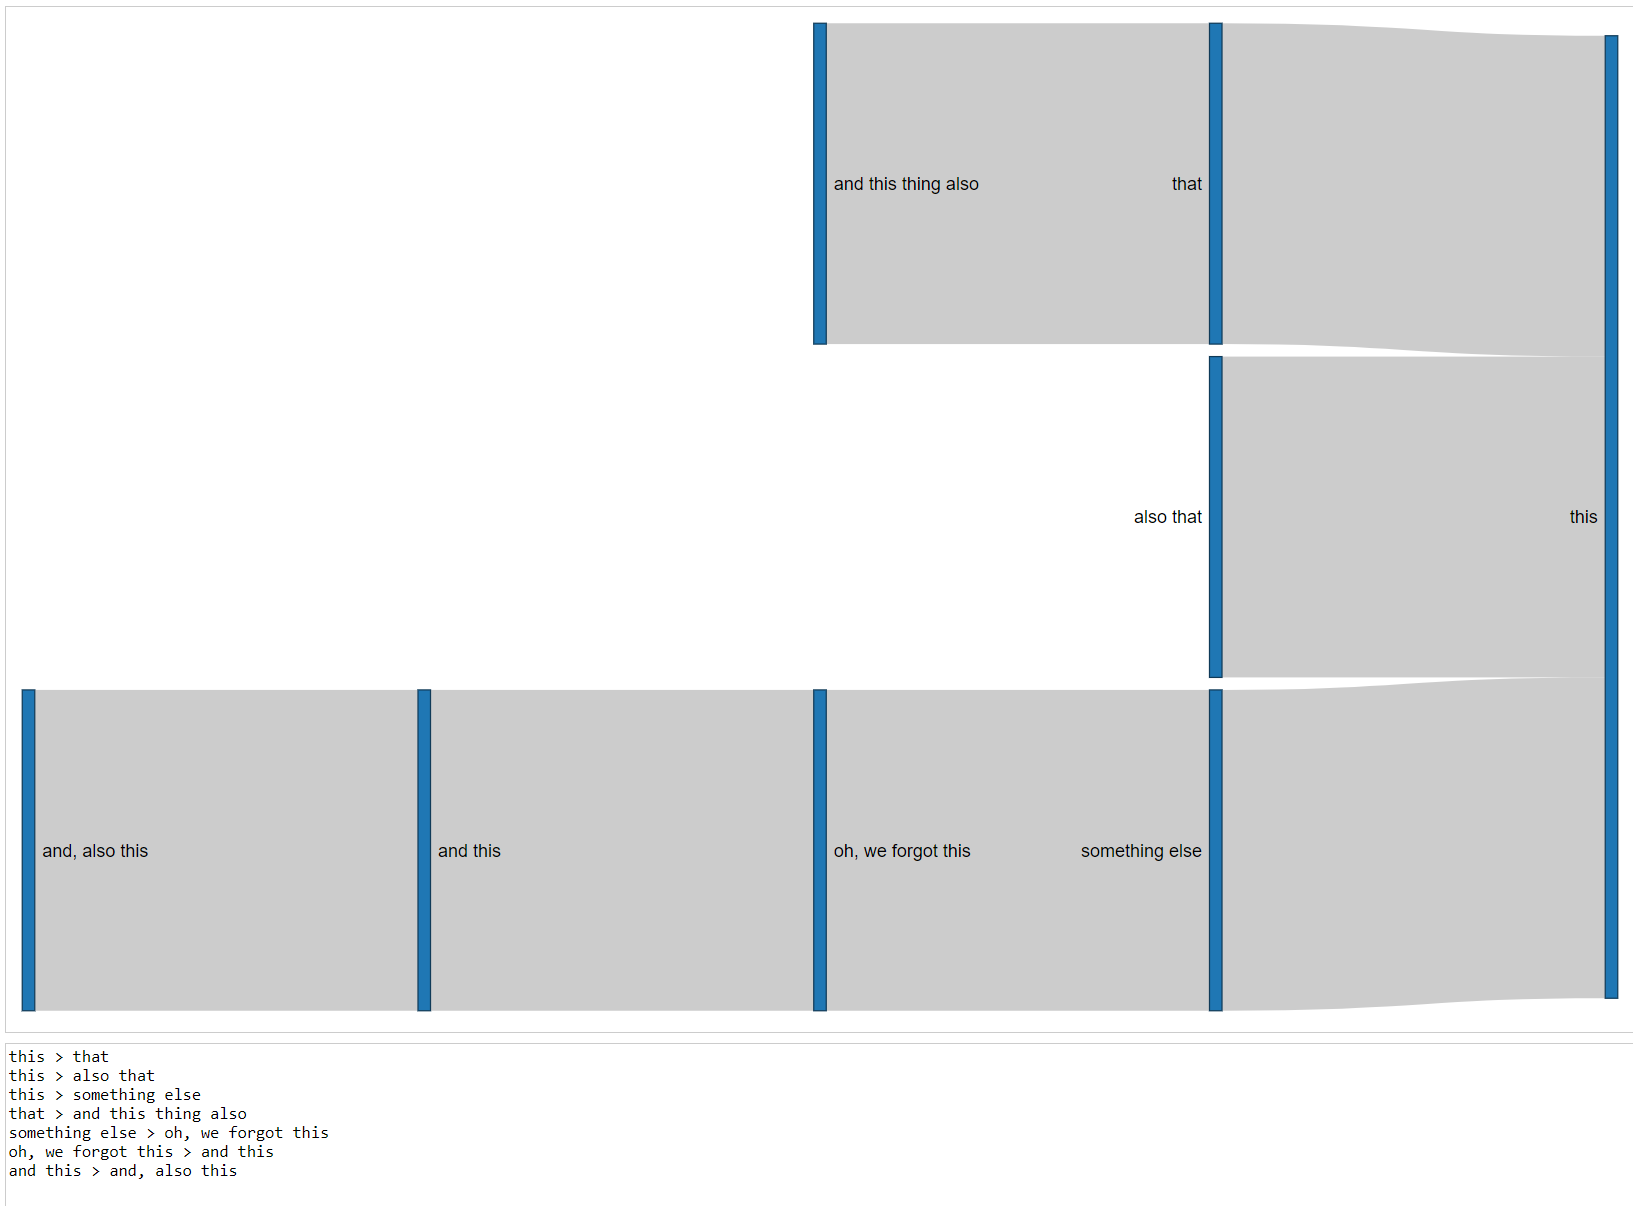 and this thing also
that
also that
this
and, also this
and this
oh, we forgot this
something else
this > that
this > also that
this > something else
that > and this thing also
something else > oh, we forgot this
oh, we forgot this > and this
and this > and, also this